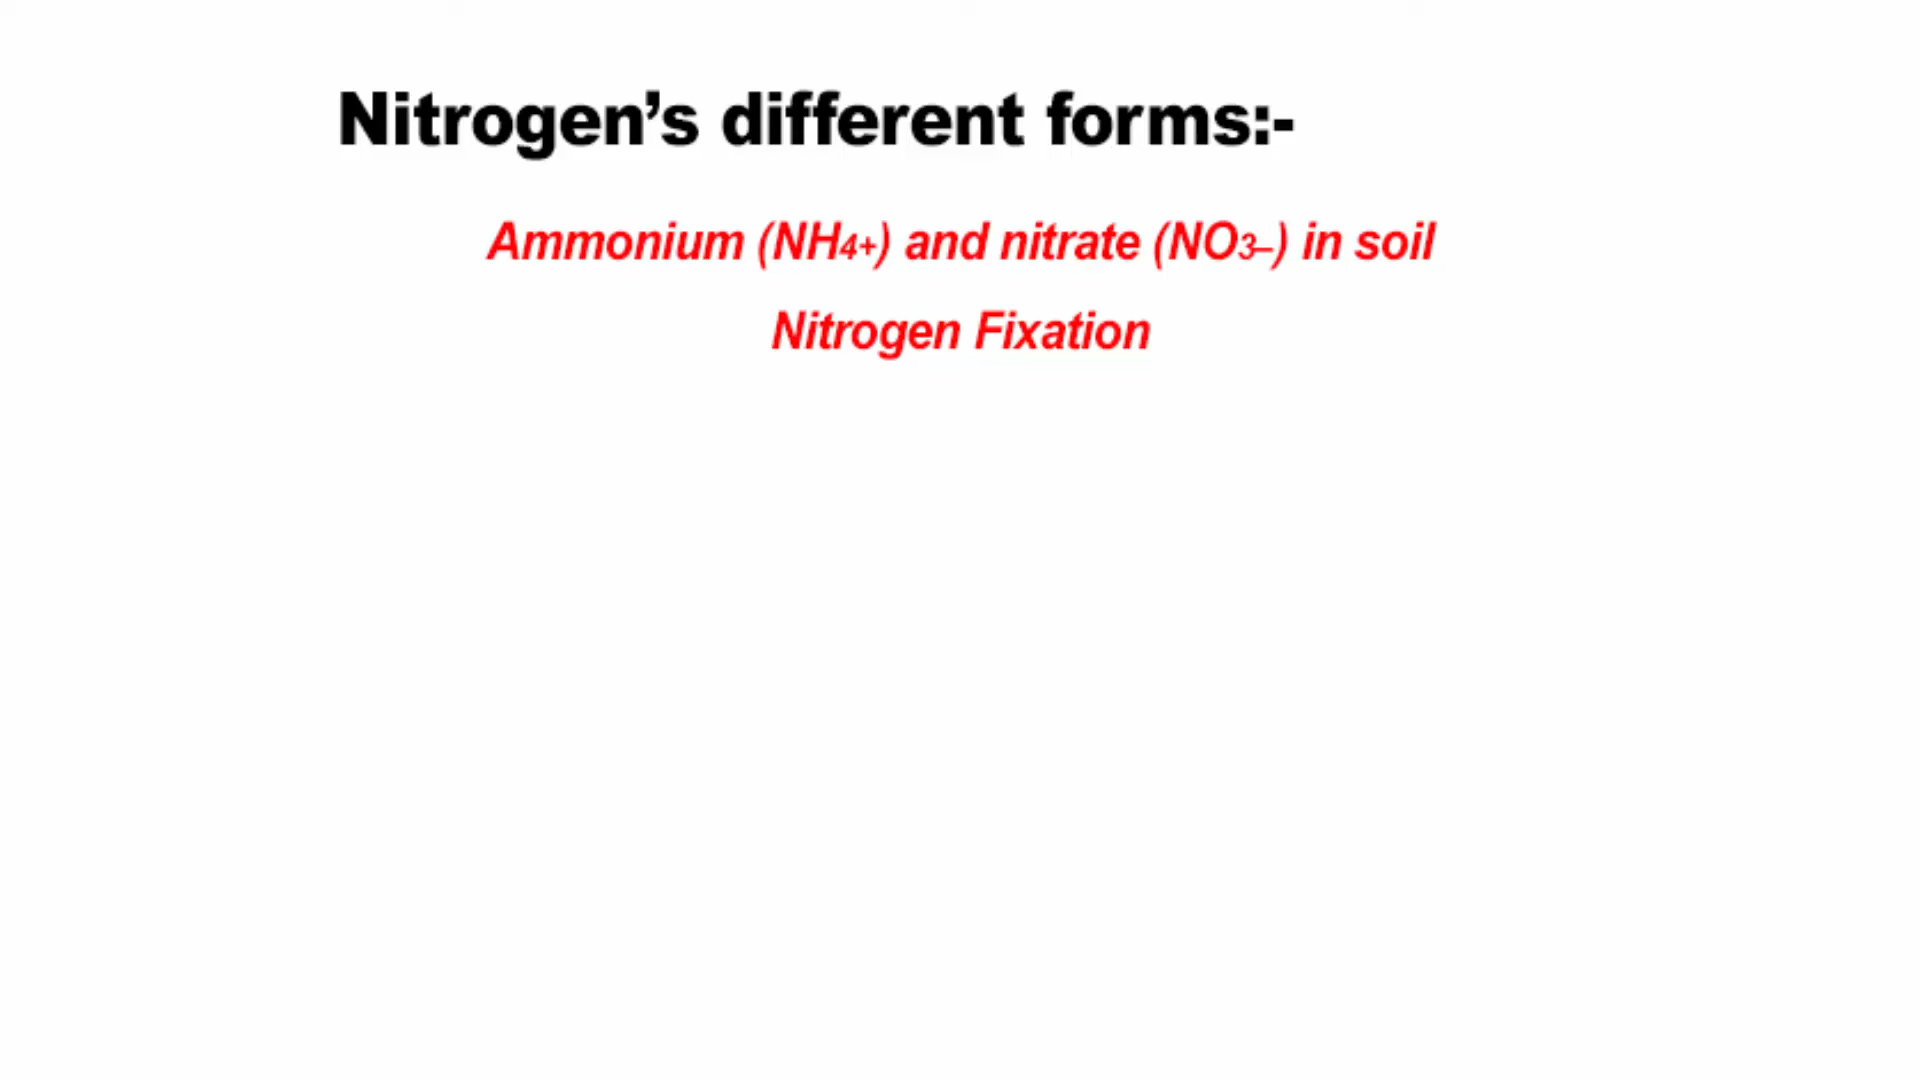 Nitrogen’s different forms:-
Ammonium (NH4+) and nitrate (NO3–) in soil
Nitrogen Fixation